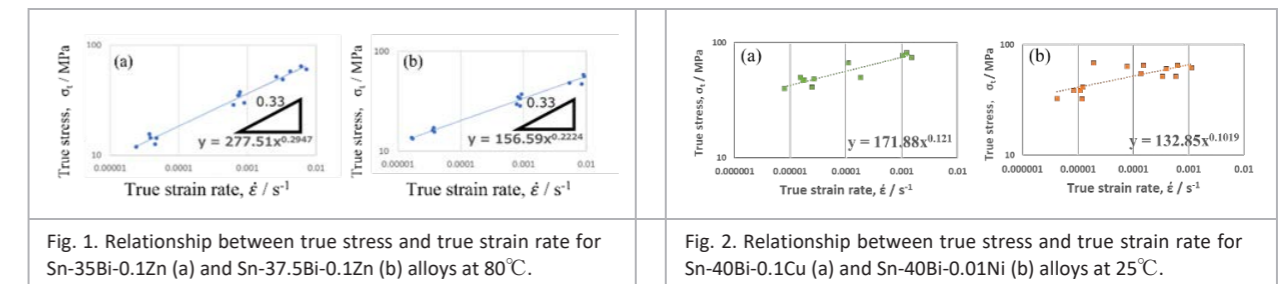 (a)
True stress, σt / MPa
100
10
0.33
y = 277.51x^0.2947
0.00001 0.0001 0.001 0.01
True strain rate, ε̇ / s-1
(b)
True stress, σt / MPa
100
10
0.33
y = 156.59x^0.2224
0.00001 0.0001 0.001 0.01
True strain rate, ε̇ / s-1
Fig. 1. Relationship between true stress and true strain rate for
Sn-35Bi-0.1Zn (a) and Sn-37.5Bi-0.1Zn (b) alloys at 80℃.
(a)
True stress, σt / MPa
100
10
y = 171.88x^0.121
0.000001 0.00001 0.0001 0.001 0.01
True strain rate, ε̇ / s-1
(b)
True stress, σt / MPa
100
10
y = 132.85x^0.1019
0.000001 0.00001 0.0001 0.001 0.01
True strain rate, ε̇ / s-1
Fig. 2. Relationship between true stress and true strain rate for
Sn-40Bi-0.1Cu (a) and Sn-40Bi-0.01Ni (b) alloys at 25℃.